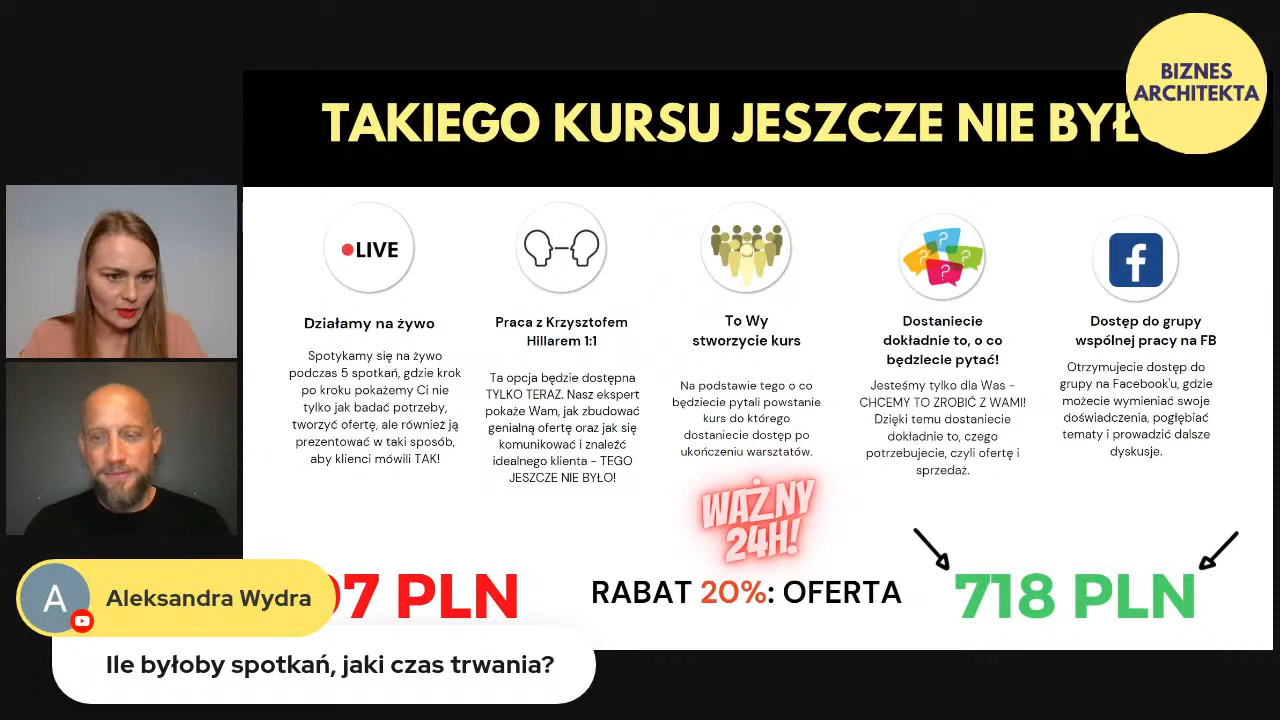 BIZNES
ARCHITEKTA
TAKIEGO KURSU JESZCZE NIE
LIVE
Działamy na żywo
Spotykamy się na żywo
podczas 5 spotkań, gdzie krok
po kroku pokażemy Ci nie
tylko jak badać potrzeby,
tworzyć ofertę, ale również ją
prezentować w taki sposób,
aby klienci mówili TAK!
Praca z Krzysztofem
Hillarem 1:1
Ta opcja będzie dostępna
TYLKO TERAZ. Nasz ekspert
pokaże Wam, jak zbudować
genialną ofertę oraz jak się
komunikować i znaleźć
idealnego klienta - TEGO
JESZCZE NIE BYŁO!
To Wy
stworzycie kurs
Na podstawie tego o co
będziecie pytali powstanie
kurs do którego
dostaniecie dostęp po
ukończeniu warsztatów.
Dostaniecie
dokładnie to, o co
będziecie pytać!
Jesteśmy tylko dla Was -
CHCEMY TO ZROBIĆ Z WAMI!
Dzięki temu dostaniecie
dokładnie to, czego
potrzebujecie, czyli ofertę i
sprzedaż.
Dostęp do grupy
wspólnej pracy na FB
Otrzymujecie dostęp do
grupy na Facebook'u, gdzie
możecie wymieniać swoje
doświadczenia, pogłębiać
tematy i prowadzić dalsze
dyskusje.
WAŻNY
24H!
7 PLN
RABAT 20%: OFERTA
718 PLN
A
Aleksandra Wydra
Ile byłoby spotkań, jaki czas trwania?